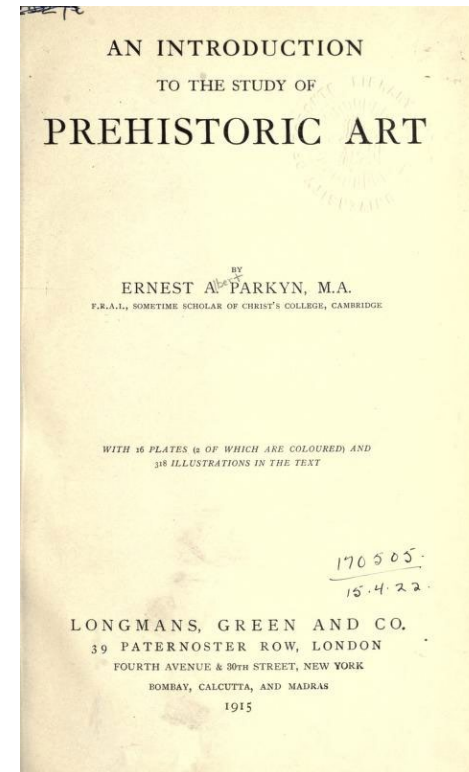 AN INTRODUCTION
TO THE STUDY OF
PREHISTORIC ART
BY
ERNEST A. PARKYN, M.A.
lbert
F.R.A.I., SOMETIME SCHOLAR OF CHRIST'S COLLEGE, CAMBRIDGE
WITH 16 PLATES (2 OF WHICH ARE COLOURED) AND
318 ILLUSTRATIONS IN THE TEXT
170505.
15.4.22.
LONGMANS, GREEN AND CO.
39 PATERNOSTER ROW, LONDON
FOURTH AVENUE & 30TH STREET, NEW YORK
BOMBAY, CALCUTTA, AND MADRAS
1915